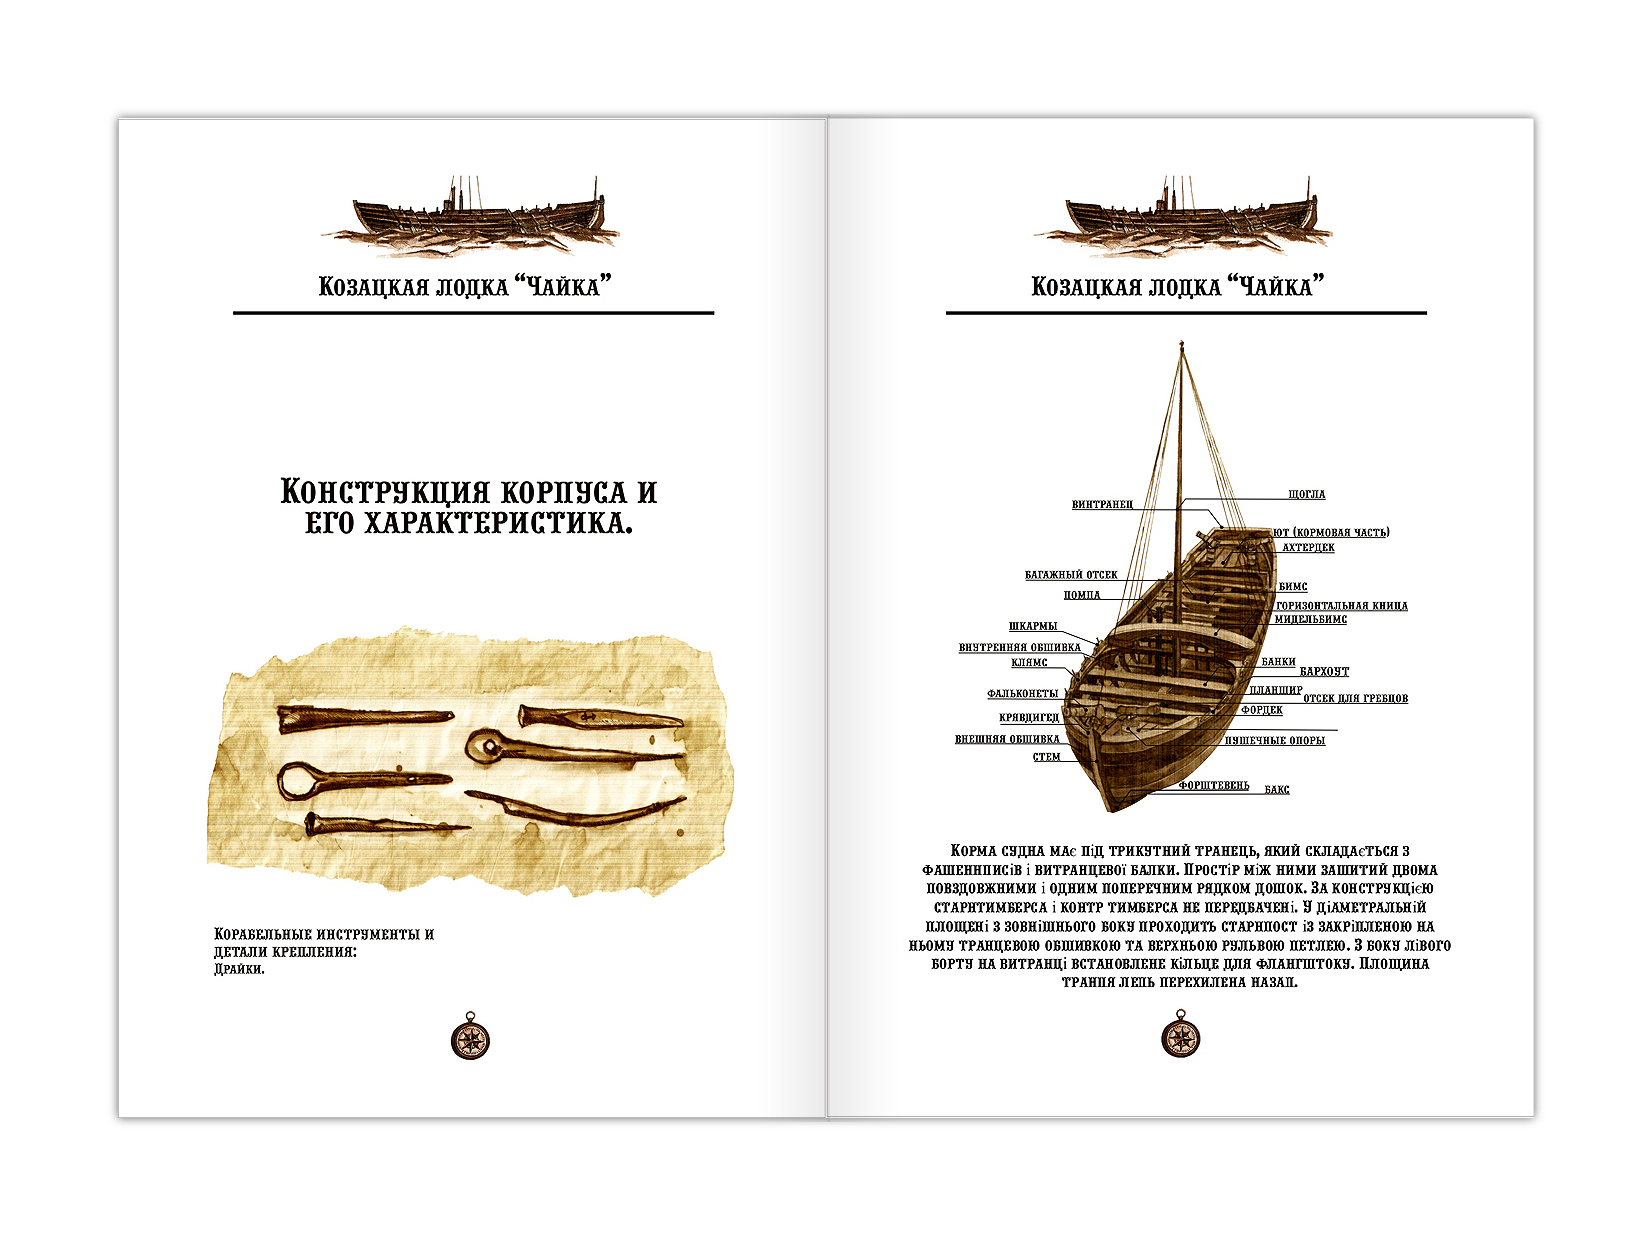 Козацкая лодка “Чайка”
Конструкция корпуса и
его характеристика.
Корабельные инструменты и
детали крепления:
Драйки.
Козацкая лодка “Чайка”
щогла
винтранец
ют (кормовая часть)
ахтердек
багажный отсек
бимс
помпа
горизонтальная кница
мидельбимс
шкармы
внутренняя обшивка
клямс
банки
бархоут
фальконеты
планшир
отсек для гребцов
фордек
крявдигед
внешняя обшивка
пушечные опоры
стем
форштевень
бакс
Корма судна має під трикутний транець, який складається з
фашеннписів і витранцевої балки. Простір між ними зашитий двома
повздовжними і одним поперечним рядком дошок. За конструкцією
старнтимберса і контр тимберса не передбачені. У діаметральній
площені з зовнішнього боку проходить старнпост із закріпленою на
ньому транцевою обшивкою та верхньою рульвою петлею. З боку лівого
борту на витранці встановлене кільце для флангштоку. Площина
перехилена назад.